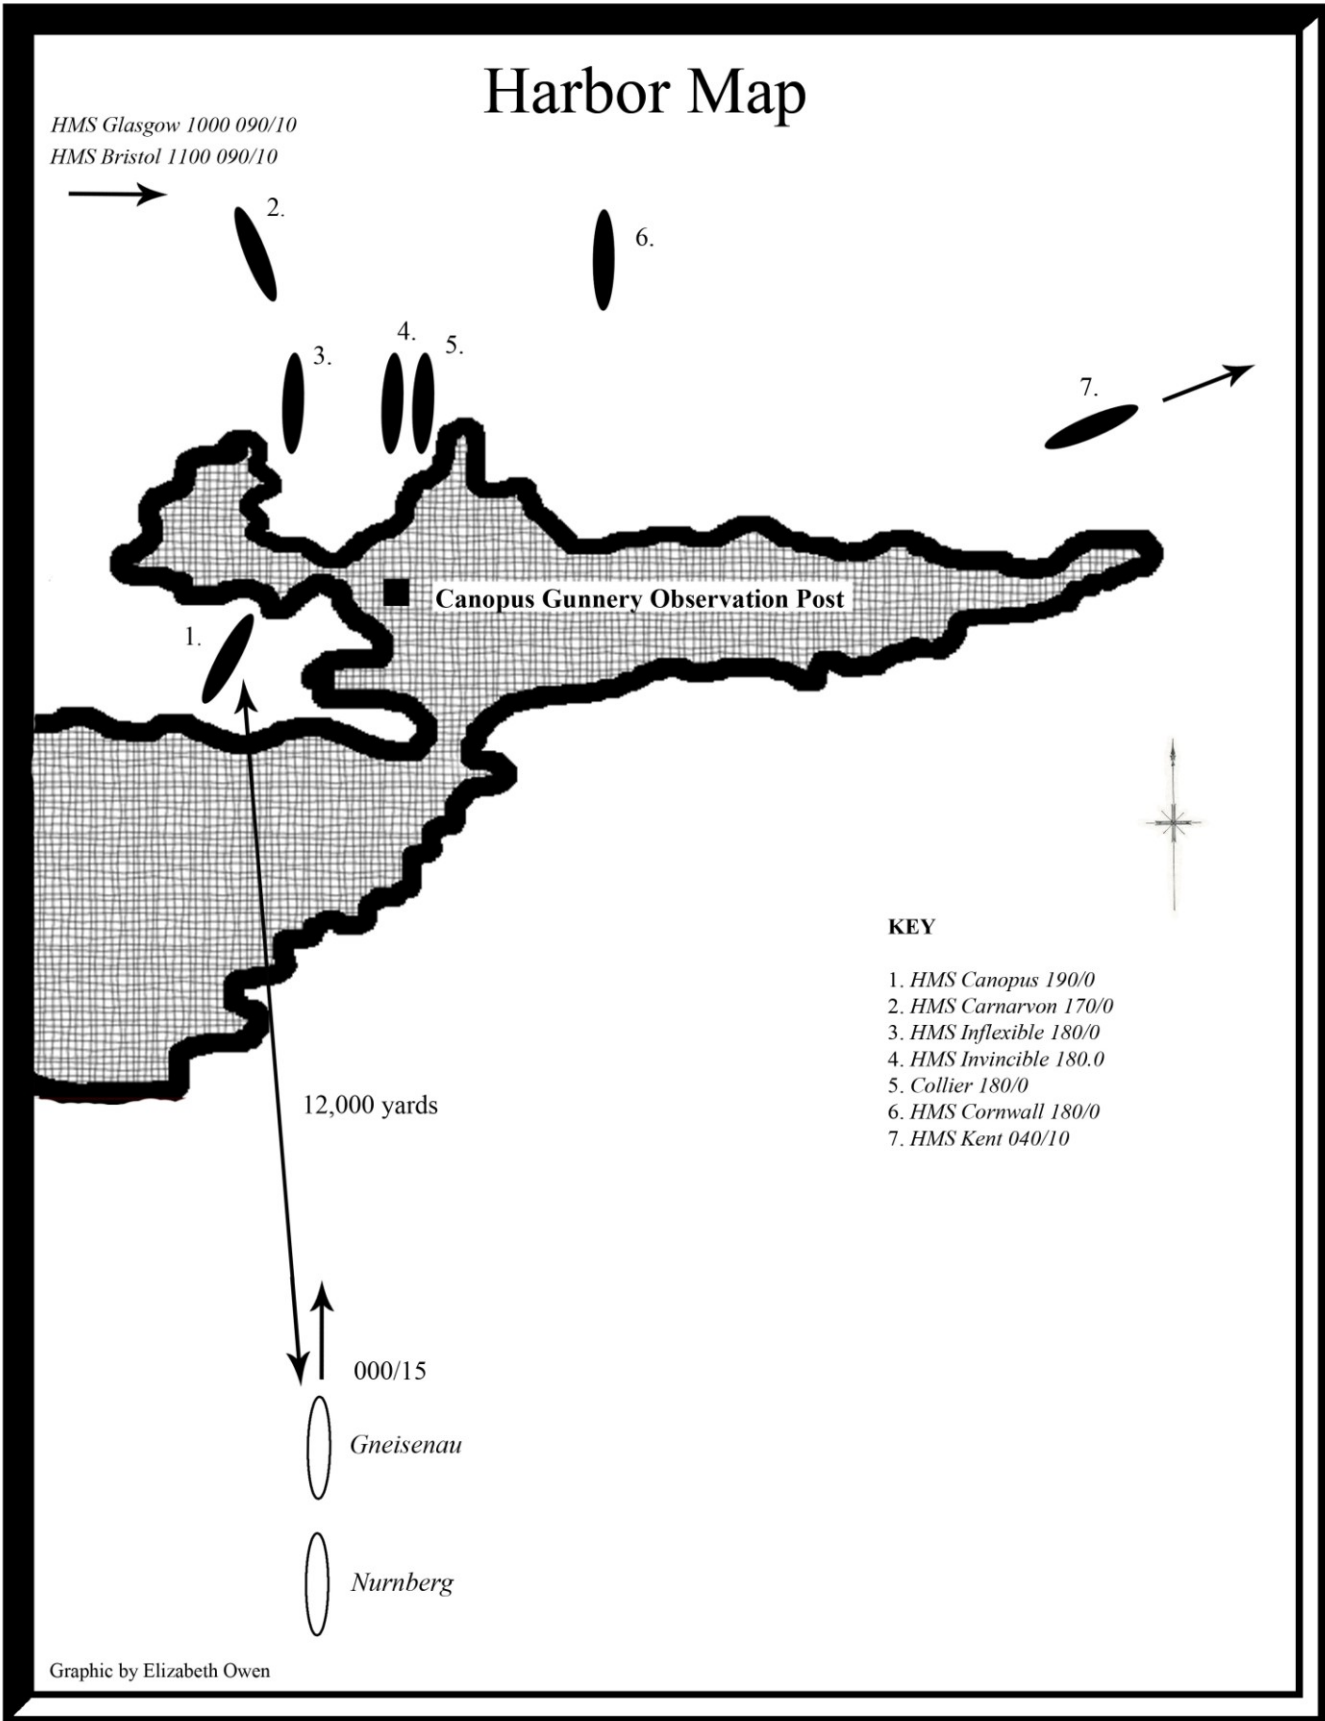 Harbor Map
HMS Glasgow 1000 090/10
HMS Bristol 1100 090/10
2.
6.
3.
4.
5.
7.
Canopus Gunnery Observation Post
1.
KEY
1. HMS Canopus 190/0
2. HMS Carnarvon 170/0
3. HMS Inflexible 180/0
4. HMS Invincible 180.0
5. Collier 180/0
6. HMS Cornwall 180/0
7. HMS Kent 040/10
12,000 yards
000/15
Gneisenau
Nurnberg
Graphic by Elizabeth Owen